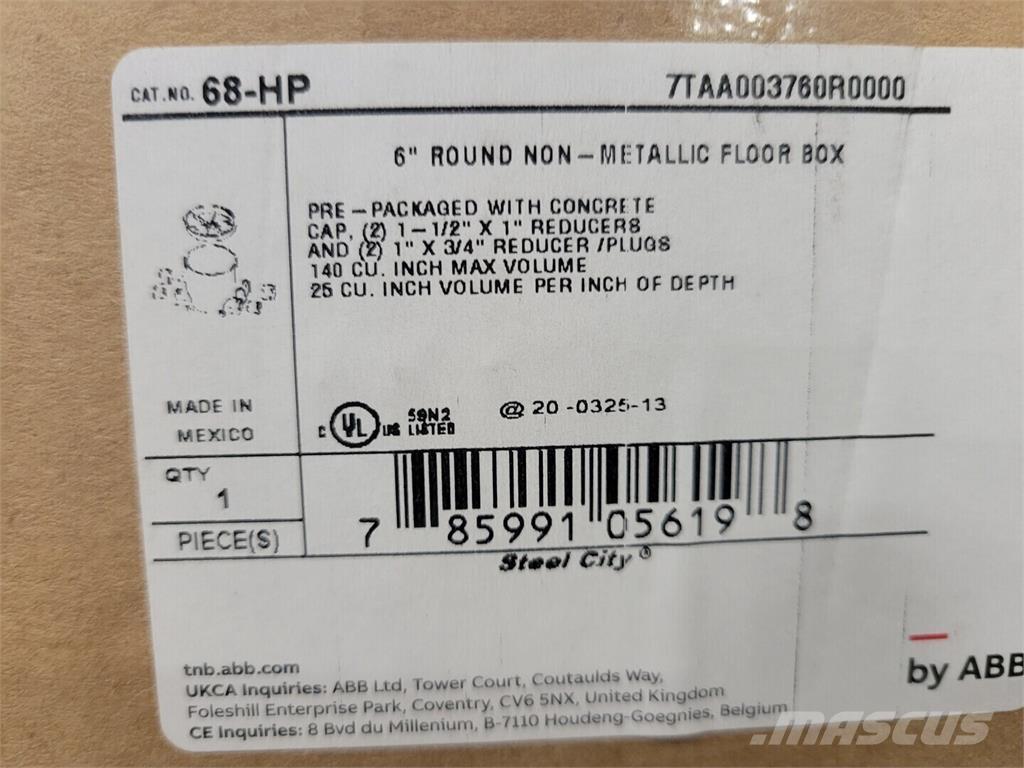 CAT.NO. 68-HP 7TAA003760R0000
6" ROUND NON-METALLIC FLOOR BOX
PRE-PACKAGED WITH CONCRETE
CAP, (2) 1-1/2" X 1" REDUCERS
AND (2) 1" X 3/4" REDUCER /PLUGS
140 CU. INCH MAX VOLUME
25 CU. INCH VOLUME PER INCH OF DEPTH
MADE IN
MEXICO
C UL US 59N2
LISTED
@ 20-0325-13
QTY
1
PIECE(S)
7 85991 05619 8
Steel City®
tnb.abb.com
UKCA Inquiries: ABB Ltd, Tower Court, Coutaulds Way,
Foleshill Enterprise Park, Coventry, CV6 5NX, United Kingdom
CE Inquiries: 8 Bvd du Millenium, B-7110 Houdeng-Goegnies, Belgium
by ABB
MASCUS